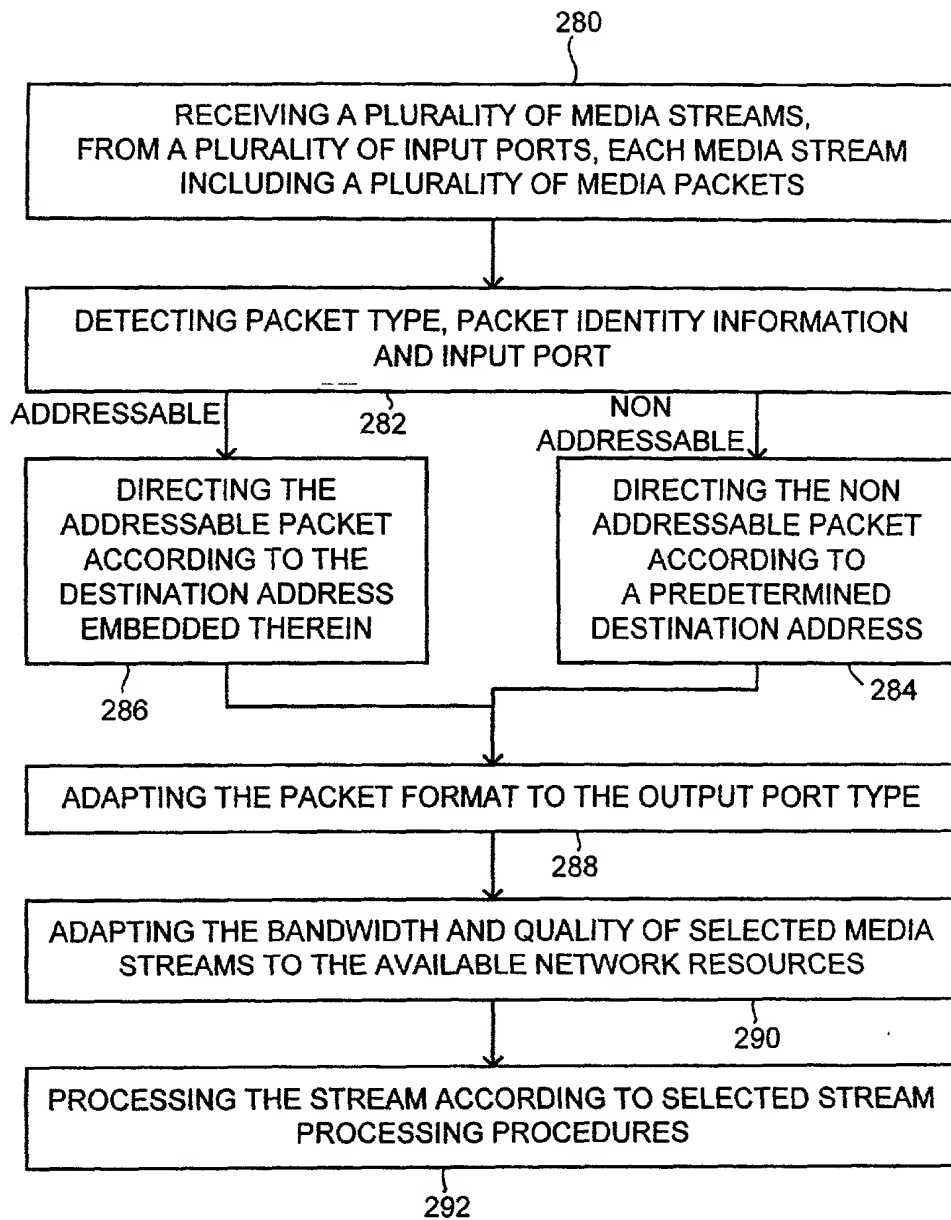 280
RECEIVING A PLURALITY OF MEDIA STREAMS,
FROM A PLURALITY OF INPUT PORTS, EACH MEDIA STREAM
INCLUDING A PLURALITY OF MEDIA PACKETS
DETECTING PACKET TYPE, PACKET IDENTITY INFORMATION
AND INPUT PORT
282
ADDRESSABLE
NON
ADDRESSABLE
DIRECTING THE
ADDRESSABLE PACKET
ACCORDING TO THE
DESTINATION ADDRESS
EMBEDDED THEREIN
286
DIRECTING THE NON
ADDRESSABLE PACKET
ACCORDING TO
A PREDETERMINED
DESTINATION ADDRESS
284
ADAPTING THE PACKET FORMAT TO THE OUTPUT PORT TYPE
288
ADAPTING THE BANDWIDTH AND QUALITY OF SELECTED MEDIA
STREAMS TO THE AVAILABLE NETWORK RESOURCES
290
PROCESSING THE STREAM ACCORDING TO SELECTED STREAM
PROCESSING PROCEDURES
292